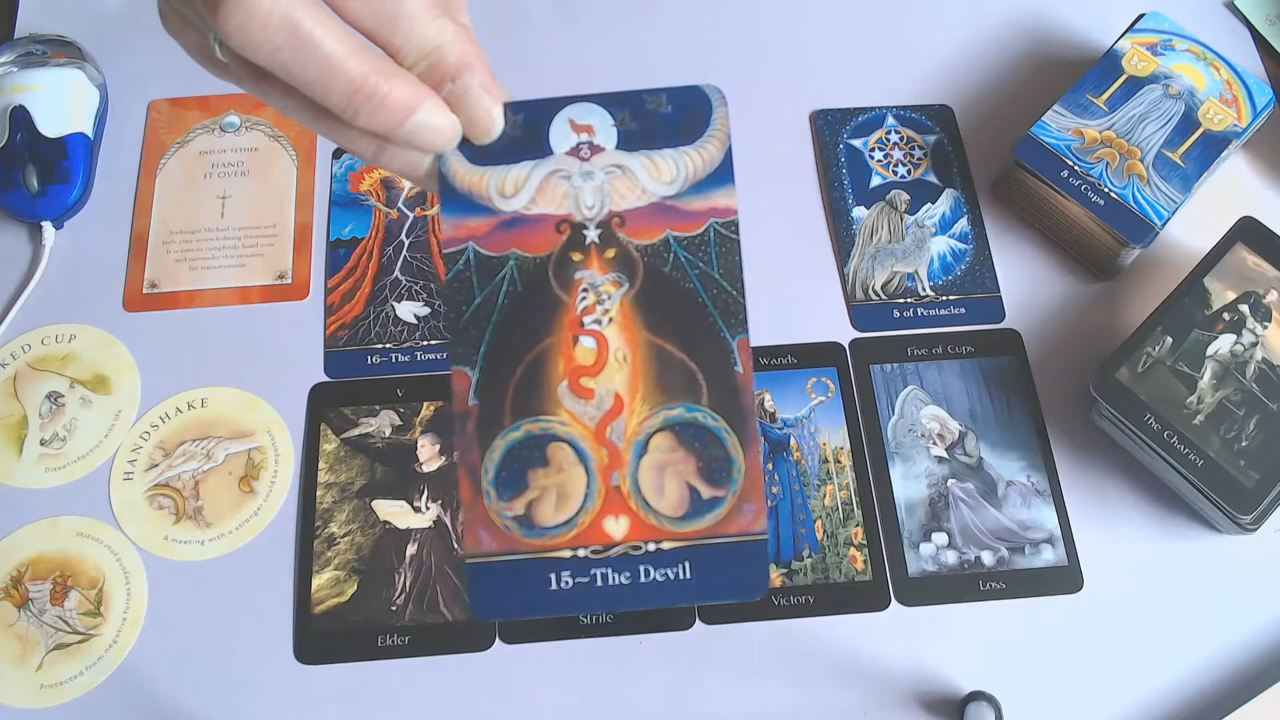 END OF TETHER
HAND
IT OVER!
Archangel Michael is present and
feels your overwhelming frustration.
It is time to completely hand over
and surrender this situation
for transmutation.
16~The Tower
15~The Devil
5 of Pentacles
5 of Cups
The Chariot
KED CUP
Dissatisfaction with life
HANDSHAKE
A meeting with a stranger could be important.
Protected from negative forces beyond your control
V
Elder
Strife
Wands
Victory
Five of Cups
Loss